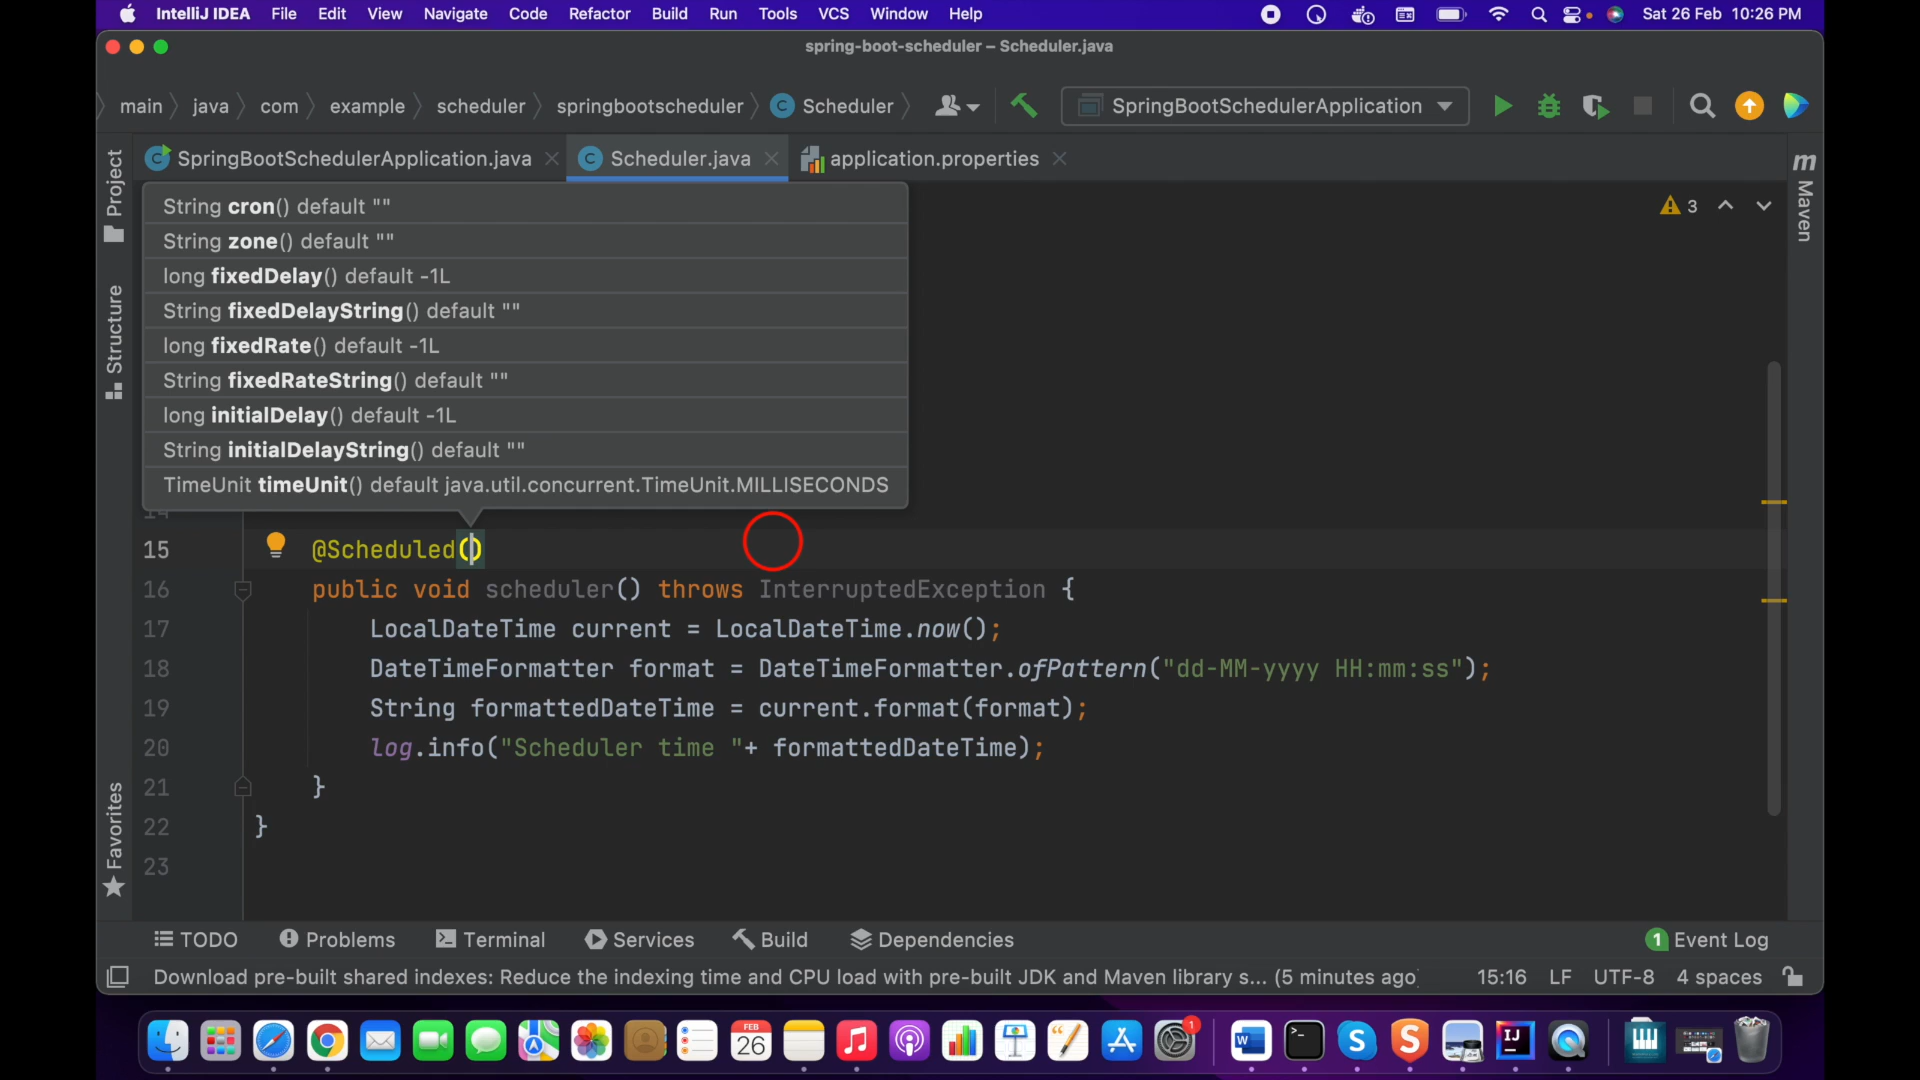 IntelliJ IDEA File Edit View Navigate Code Refactor Build Run Tools VCS Window Help Sat 26 Feb 10:26 PM
spring-boot-scheduler – Scheduler.java
main java com example scheduler springbootscheduler C Scheduler SpringBootSchedulerApplication
C SpringBootSchedulerApplication.java C Scheduler.java application.properties
m Maven
Project
Structure
Favorites
String cron() default ""
3
String zone() default ""
long fixedDelay() default -1L
String fixedDelayString() default ""
long fixedRate() default -1L
String fixedRateString() default ""
long initialDelay() default -1L
String initialDelayString() default ""
TimeUnit timeUnit() default java.util.concurrent.TimeUnit.MILLISECONDS
14
15 @Scheduled()
16 public void scheduler() throws InterruptedException {
17 LocalDateTime current = LocalDateTime.now();
18 DateTimeFormatter format = DateTimeFormatter.ofPattern("dd-MM-yyyy HH:mm:ss");
19 String formattedDateTime = current.format(format);
20 log.info("Scheduler time "+ formattedDateTime);
21 }
22 }
23
TODO Problems Terminal Services Build Dependencies 1 Event Log
Download pre-built shared indexes: Reduce the indexing time and CPU load with pre-built JDK and Maven library s... (5 minutes ago) 15:16 LF UTF-8 4 spaces
FEB
26
1
W
S
S
IJ